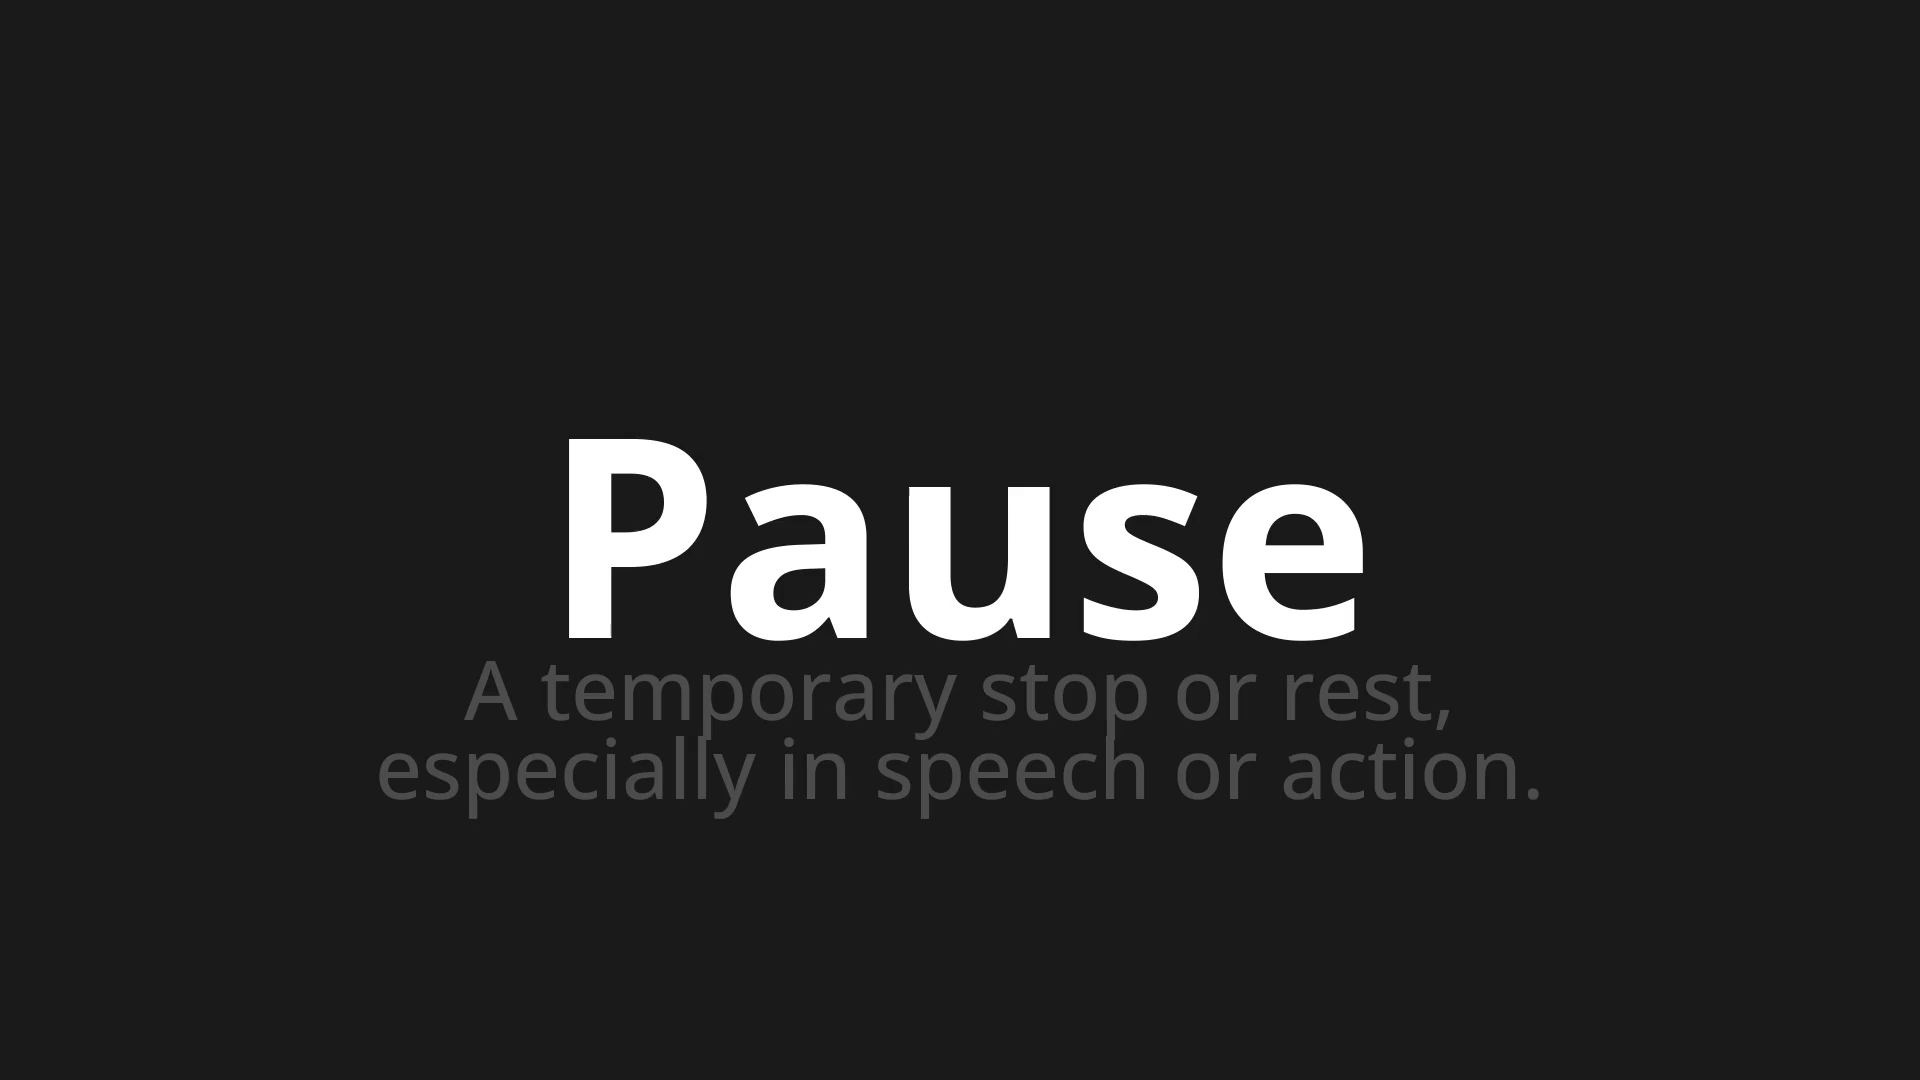 Pause
A temporary stop or rest,
especially in speech or action.